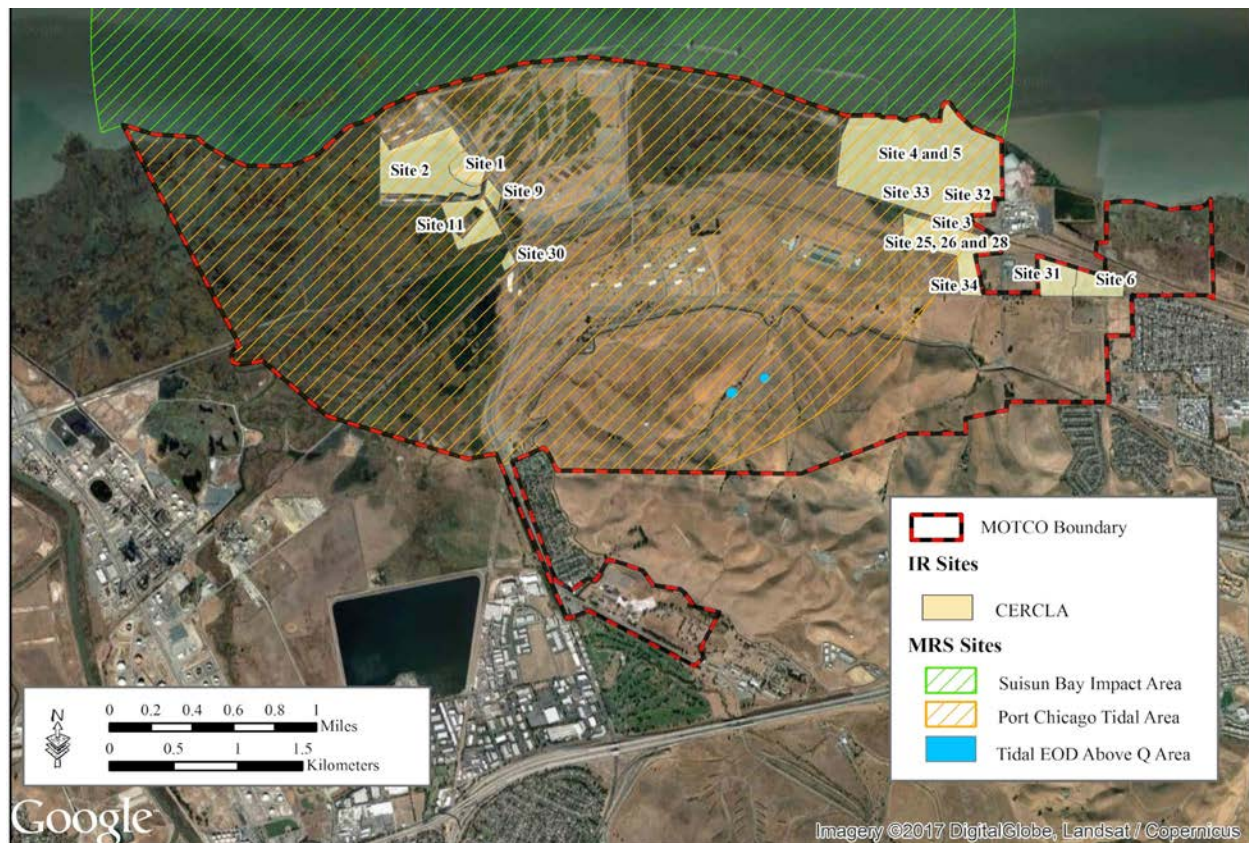 Site 2
Site 1
Site 9
Site 11
Site 30
Site 4 and 5
Site 33
Site 32
Site 3
Site 25, 26 and 28
Site 34
Site 31
Site 6
MOTCO Boundary
IR Sites
CERCLA
MRS Sites
Suisun Bay Impact Area
Port Chicago Tidal Area
Tidal EOD Above Q Area
N
0 0.2 0.4 0.6 0.8 1
Miles
0 0.5 1 1.5
Kilometers
Google
Imagery ©2017 DigitalGlobe, Landsat / Copernicus